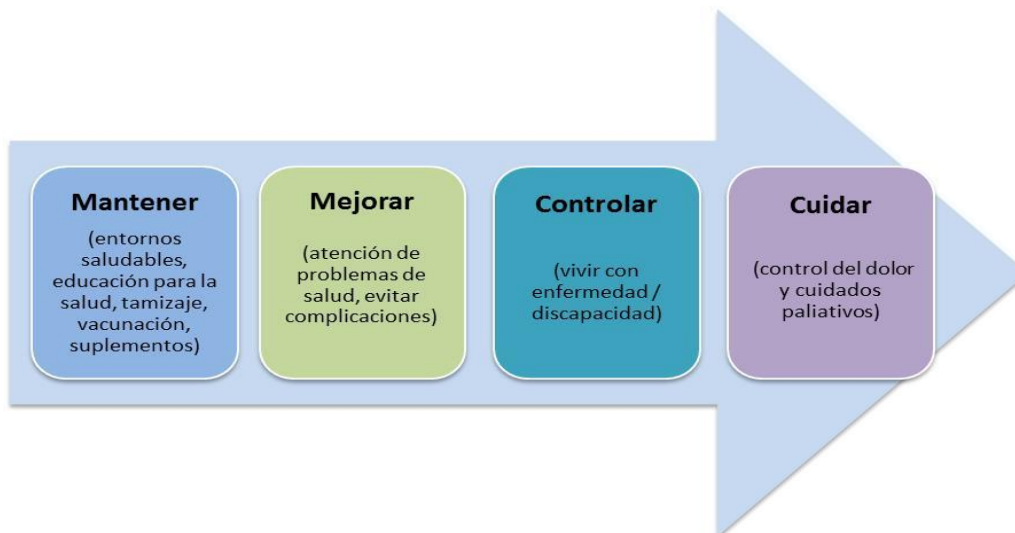 Mantener
(entornos
saludables,
educación para la
salud, tamizaje,
vacunación,
suplementos)
Mejorar
(atención de
problemas de
salud, evitar
complicaciones)
Controlar
(vivir con
enfermedad /
discapacidad)
Cuidar
(control del dolor
y cuidados
paliativos)